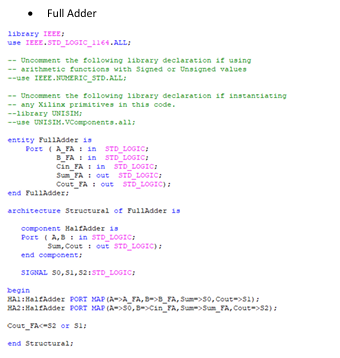 • Full Adder
library IEEE;
use IEEE.STD_LOGIC_1164.ALL;
-- Uncomment the following library declaration if using
-- arithmetic functions with Signed or Unsigned values
--use IEEE.NUMERIC_STD.ALL;
-- Uncomment the following library declaration if instantiating
-- any Xilinx primitives in this code.
--library UNISIM;
--use UNISIM.VComponents.all;
entity FullAdder is
Port ( A_FA : in STD_LOGIC;
B_FA : in STD_LOGIC;
Cin_FA : in STD_LOGIC;
Sum_FA : out STD_LOGIC;
Cout_FA : out STD_LOGIC);
end FullAdder;
architecture Structural of FullAdder is
component HalfAdder is
Port ( A,B : in STD_LOGIC;
Sum,Cout : out STD_LOGIC);
end component;
SIGNAL S0,S1,S2:STD_LOGIC;
begin
HA1:HalfAdder PORT MAP(A=>A_FA,B=>B_FA,Sum=>S0,Cout=>S1);
HA2:HalfAdder PORT MAP(A=>S0,B=>Cin_FA,Sum=>Sum_FA,Cout=>S2);
Cout_FA<=S2 or S1;
end Structural;